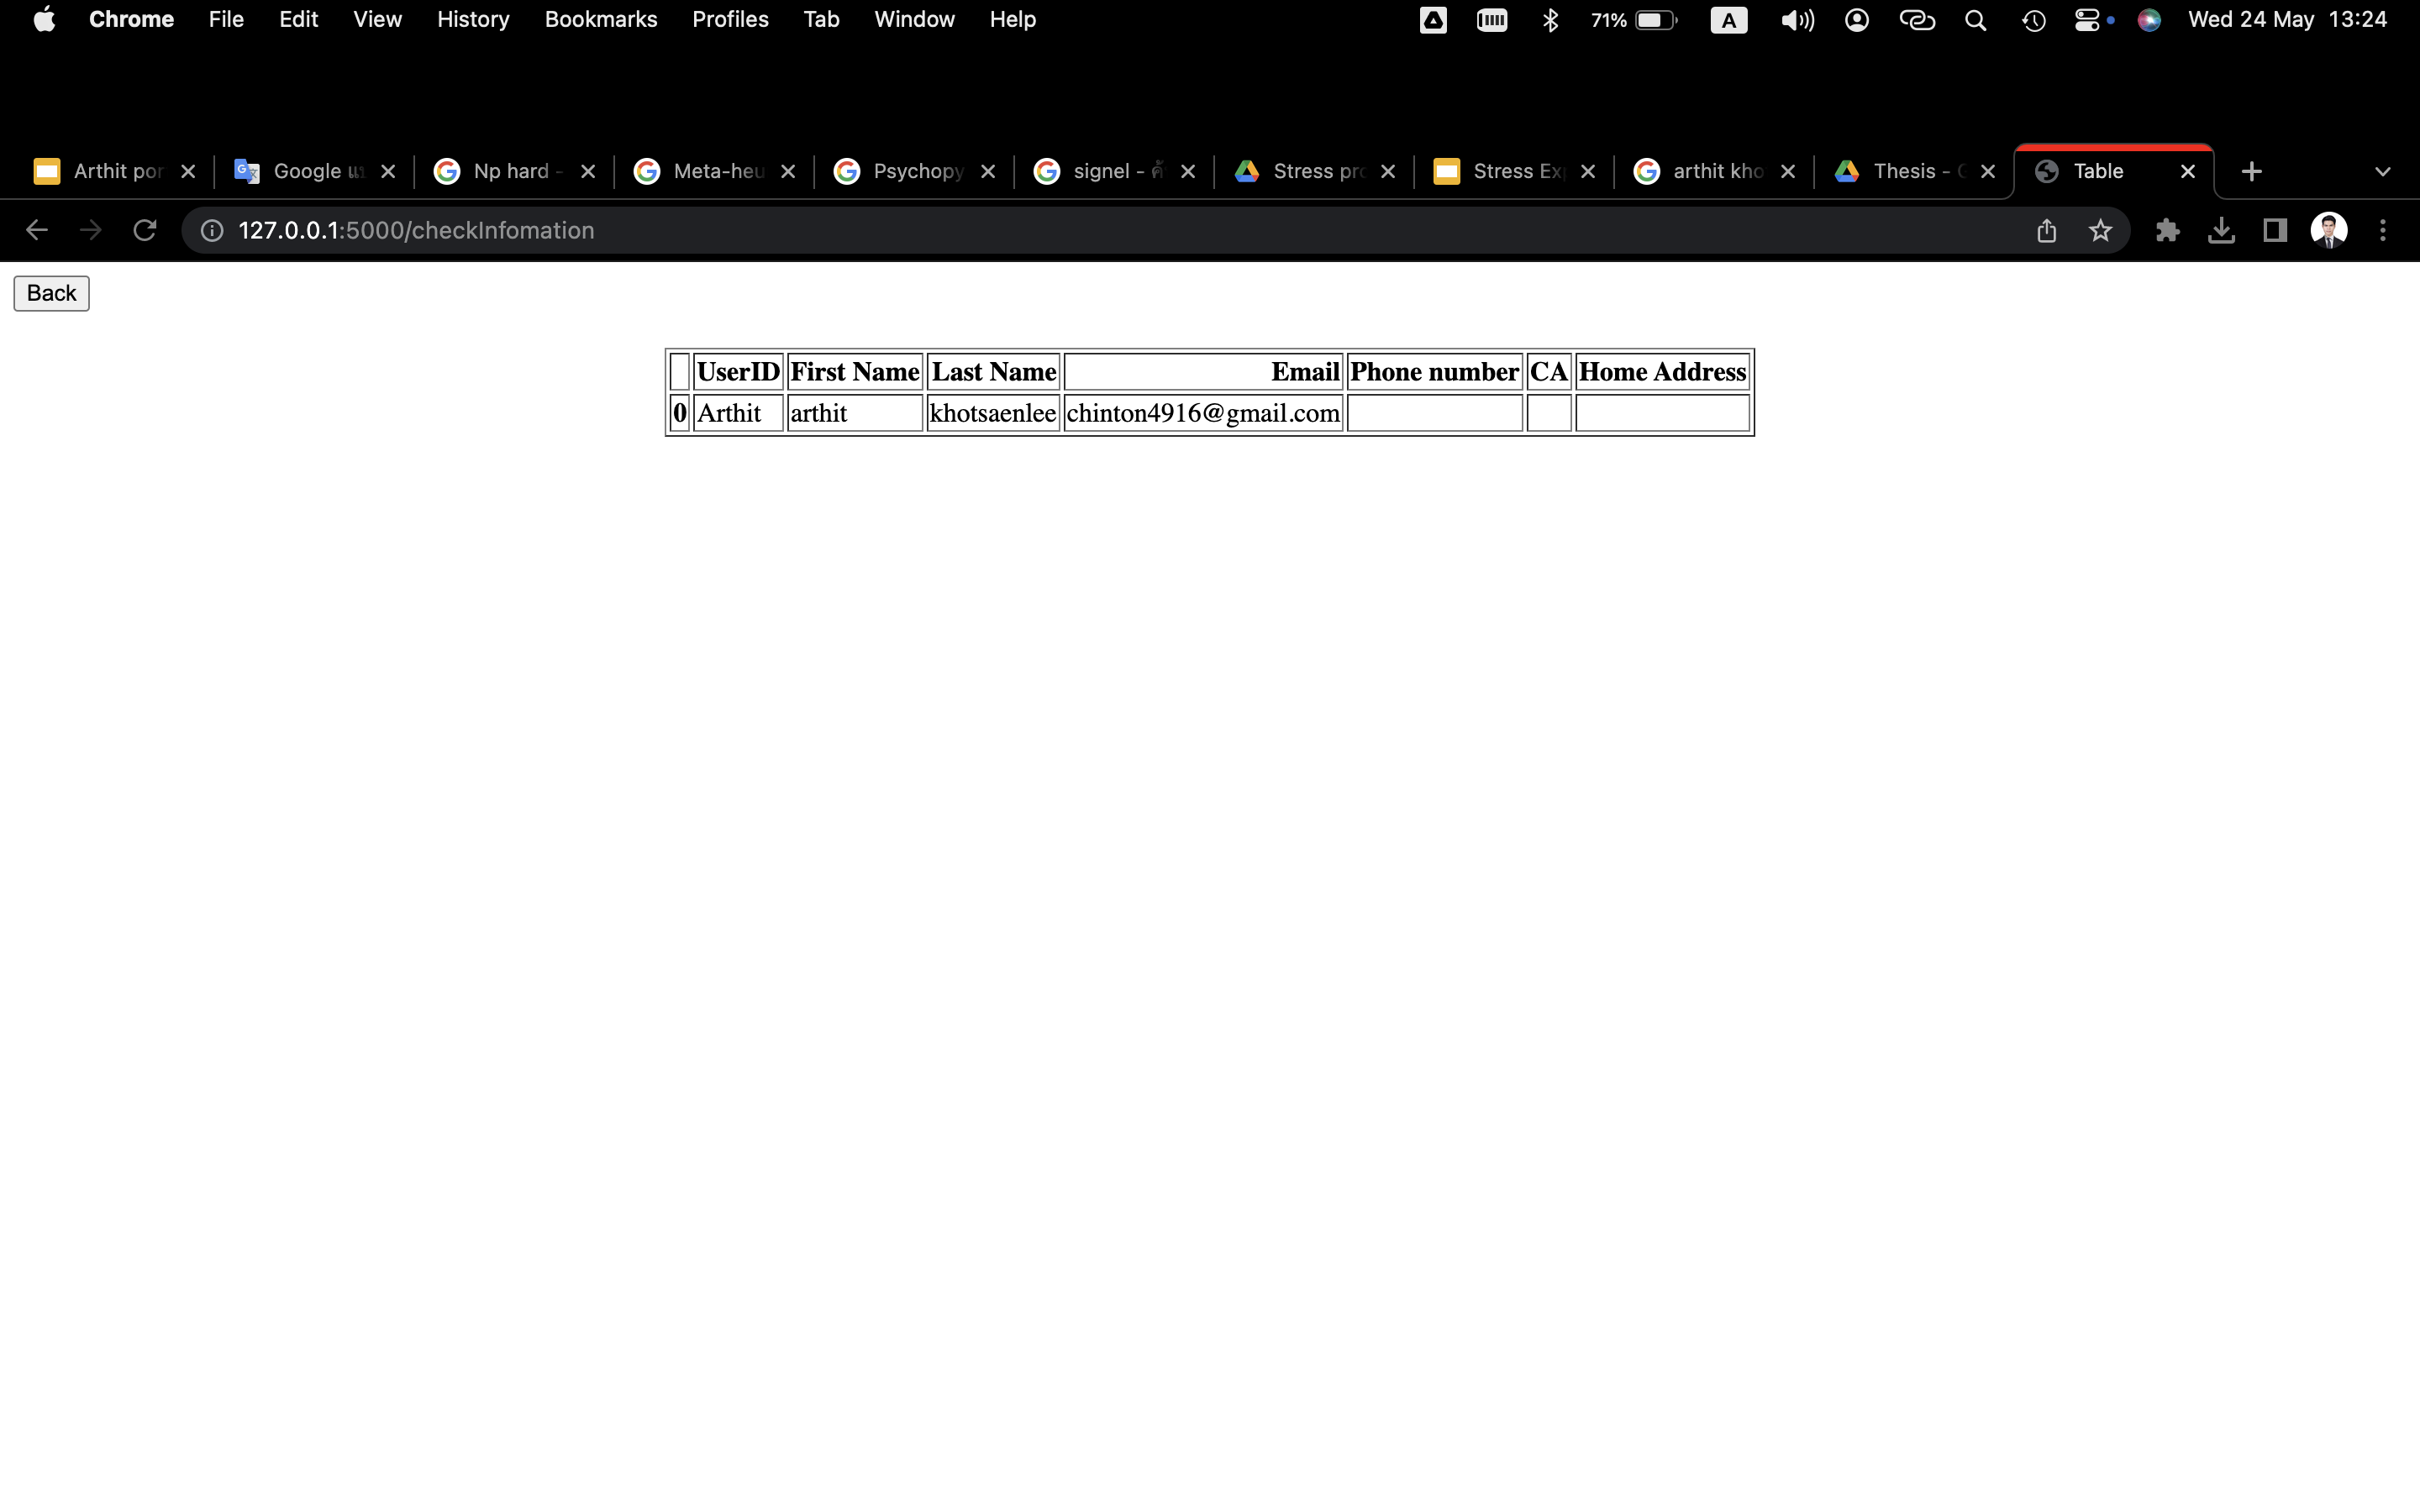 Chrome File Edit View History Bookmarks Profiles Tab Window Help 71% A Wed 24 May 13:24
Arthit por Google Np hard - Meta-heu Psychopy signel - Stress pro Stress Exp arthit kho Thesis - Table
127.0.0.1:5000/checkInfomation
Back
UserID First Name Last Name Email Phone number CA Home Address
0 Arthit arthit khotsaenlee chinton4916@gmail.com